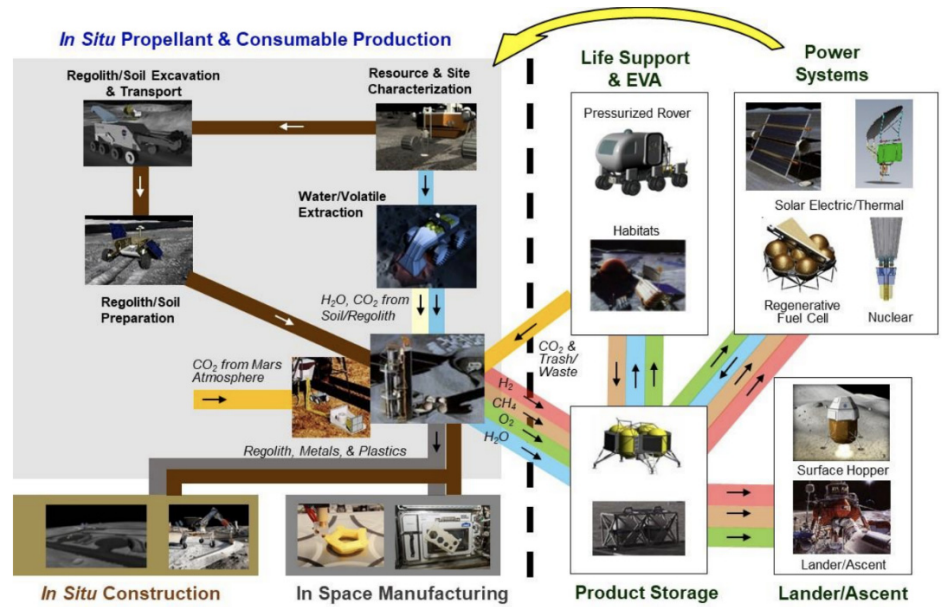 In Situ Propellant & Consumable Production
Regolith/Soil Excavation
& Transport
Resource & Site
Characterization
Water/Volatile
Extraction
Regolith/Soil
Preparation
H2O, CO2 from
Soil/Regolith
CO2 from Mars
Atmosphere
Regolith, Metals, & Plastics
Life Support
& EVA
Pressurized Rover
Habitats
CO2 &
Trash/
Waste
H2
CH4
O2
H2O
Power
Systems
Solar Electric/Thermal
Regenerative
Fuel Cell
Nuclear
Surface Hopper
Lander/Ascent
In Situ Construction
In Space Manufacturing
Product Storage
Lander/Ascent